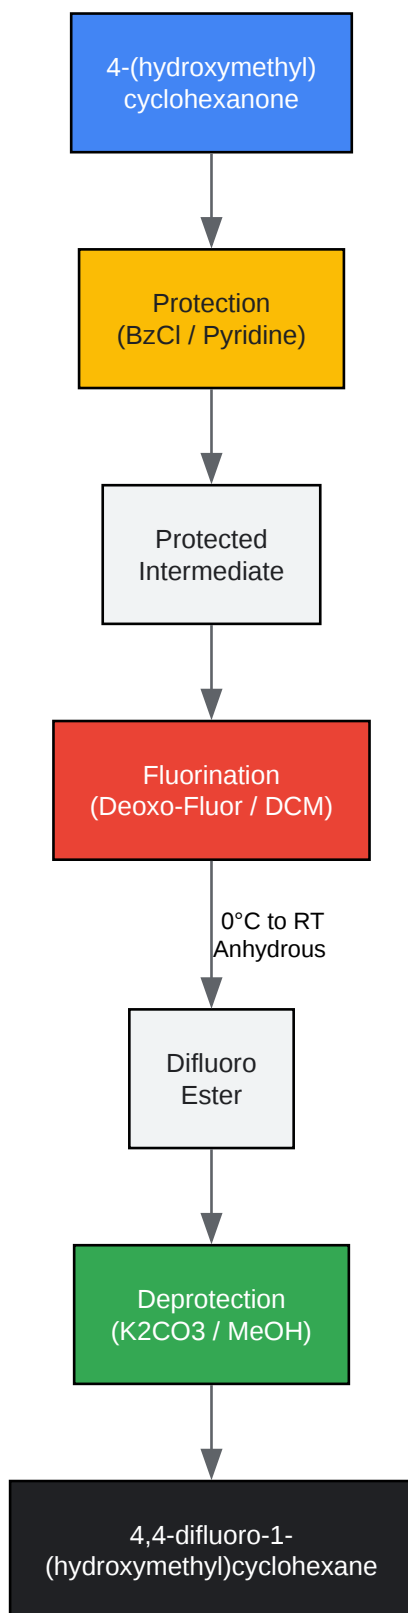 4-(hydroxymethyl)
cyclohexanone
Protection
(BzCl / Pyridine)
Protected
Intermediate
Fluorination
(Deoxo-Fluor / DCM)
0°C to RT
Anhydrous
Difluoro
Ester
Deprotection
(K2CO3 / MeOH)
4,4-difluoro-1-
(hydroxymethyl)cyclohexane